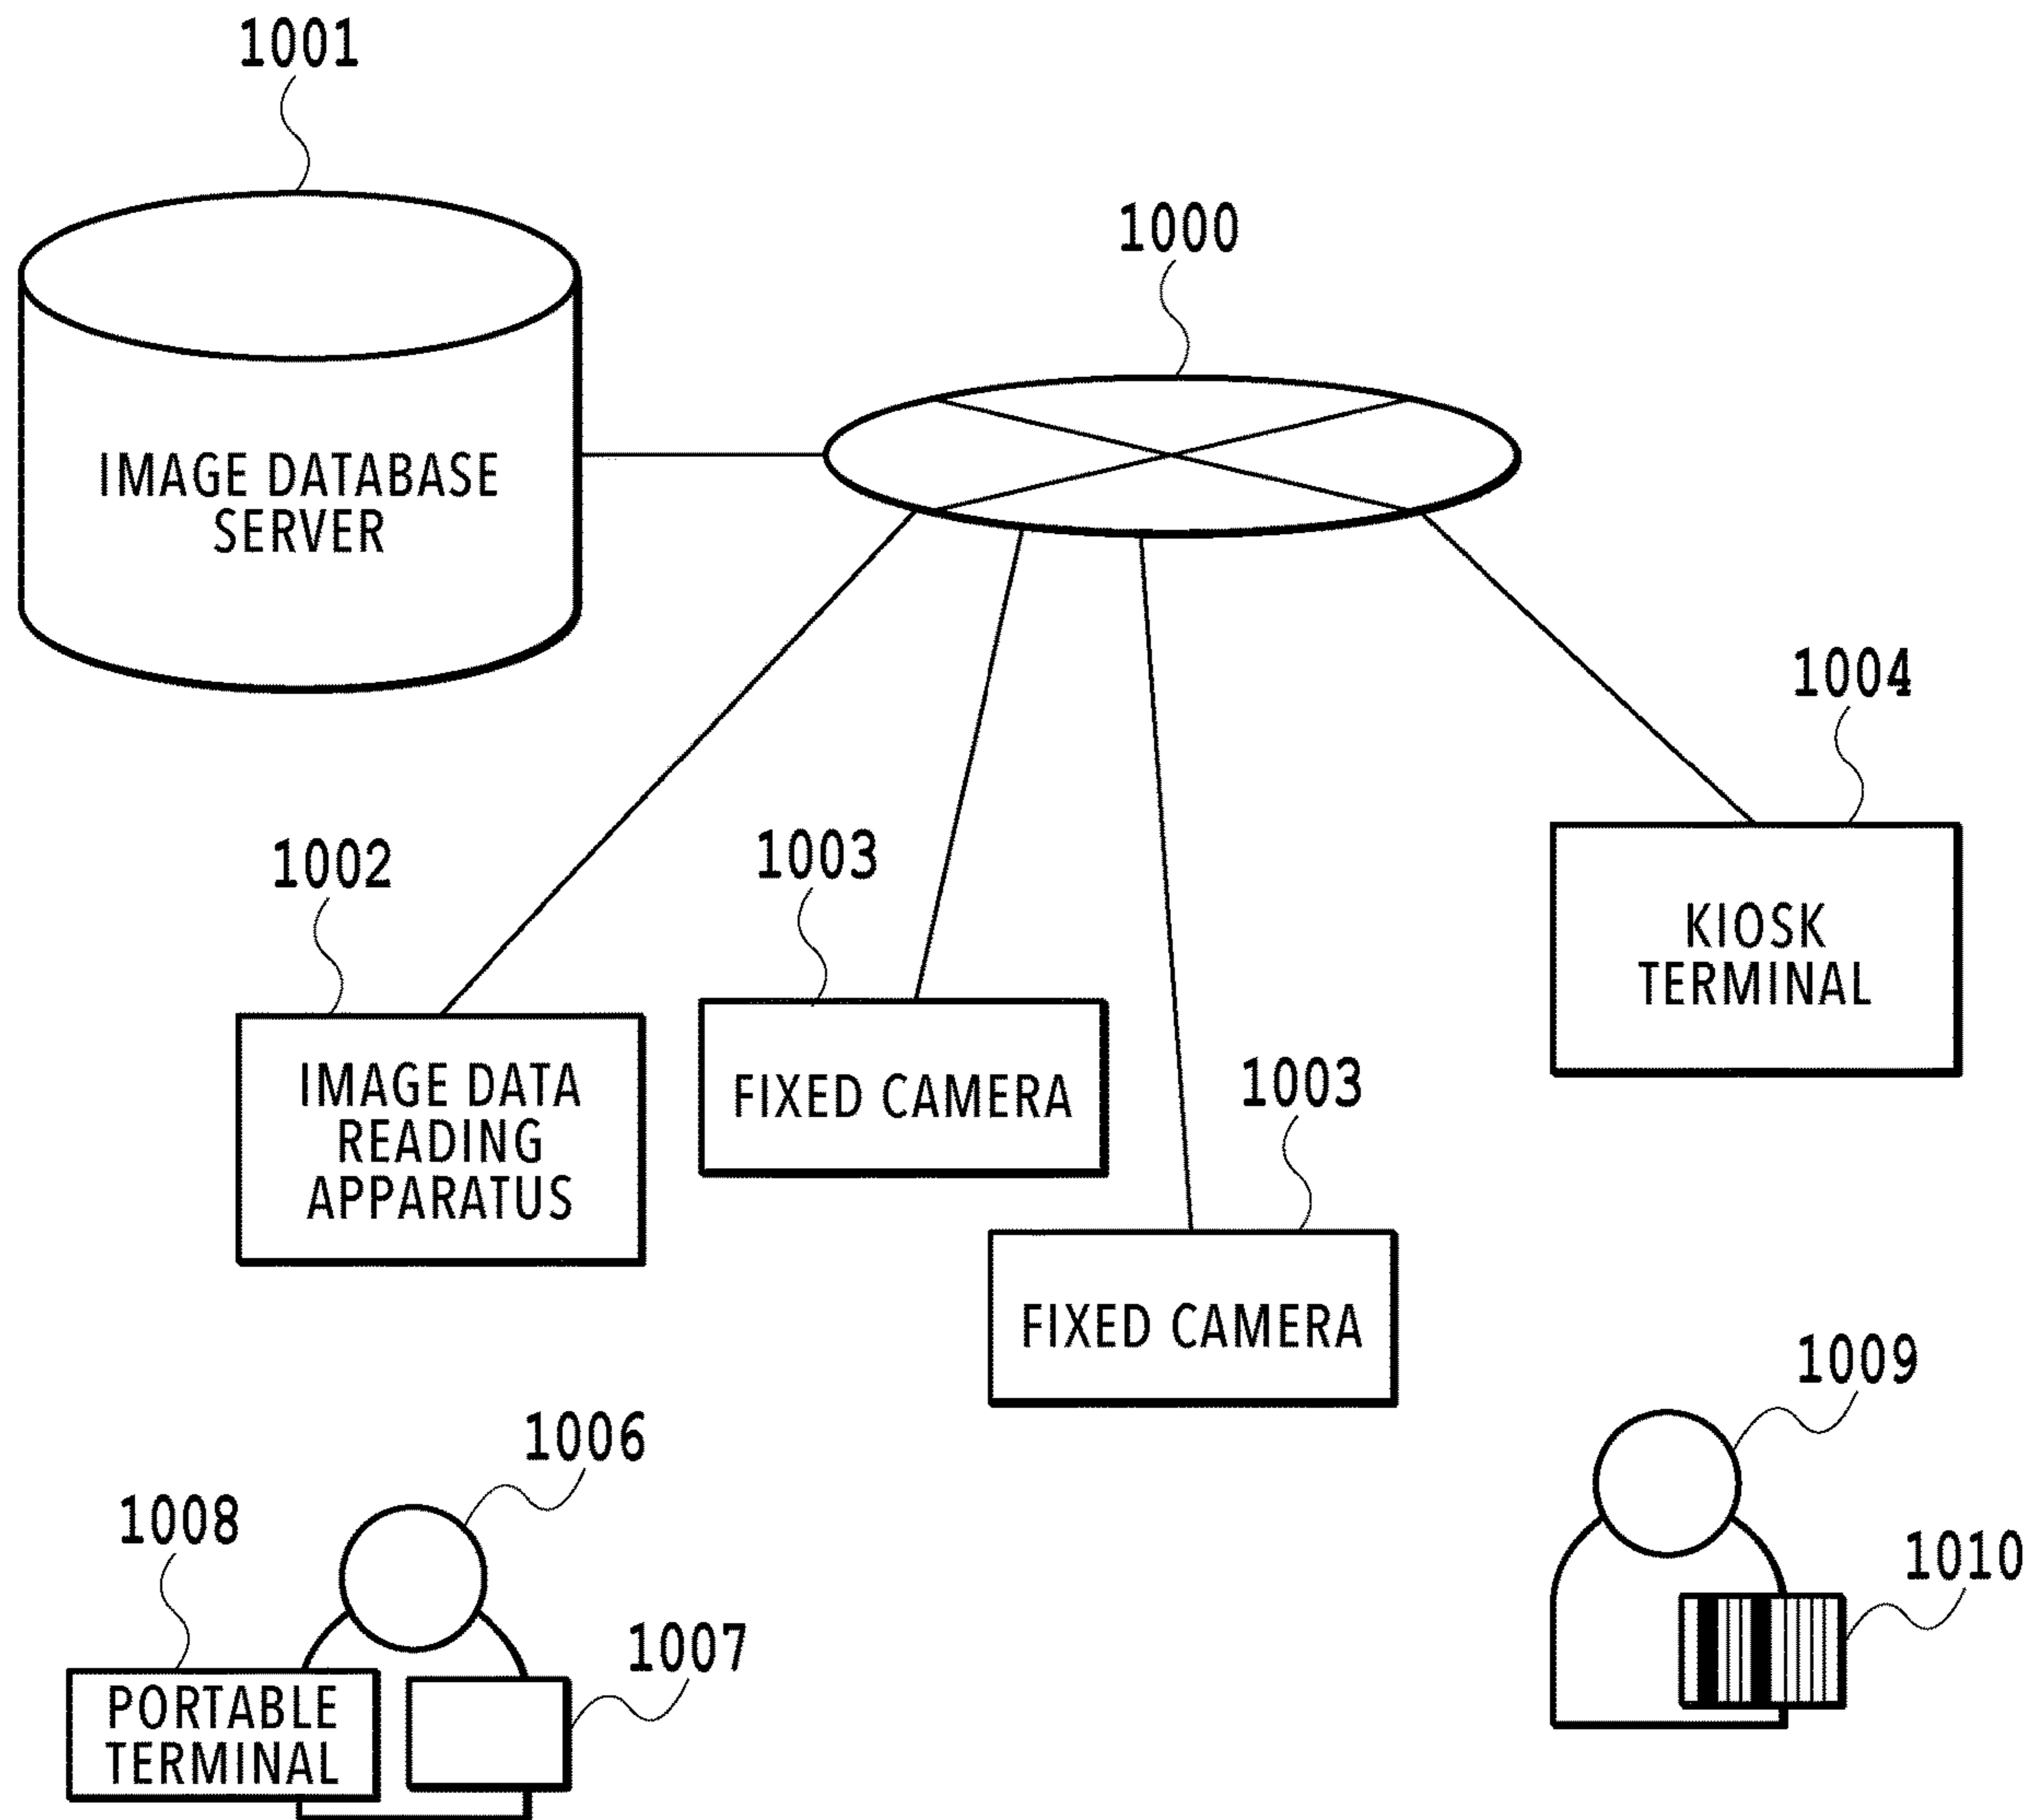 1001
1000
IMAGE DATABASE
SERVER
1004
1002
1003
KIOSK
TERMINAL
IMAGE DATA
READING
APPARATUS
FIXED CAMERA
1003
FIXED CAMERA
1009
1006
1008
1010
1007
PORTABLE
TERMINAL